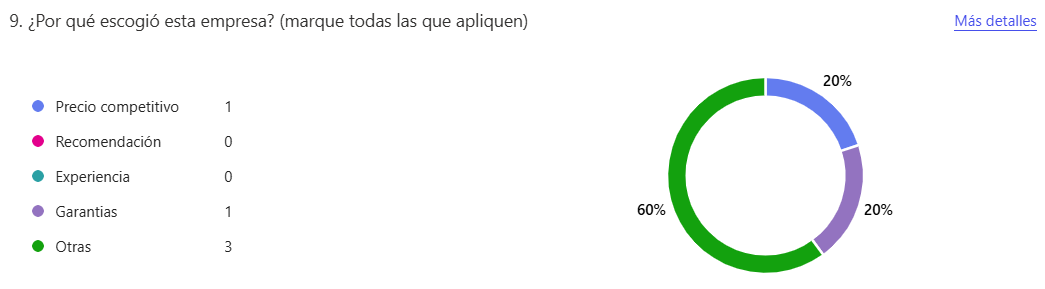 9. ¿Por qué escogió esta empresa? (marque todas las que apliquen)
Más detalles
Precio competitivo 1
Recomendación 0
Experiencia 0
Garantias 1
Otras 3
20%
20%
60%